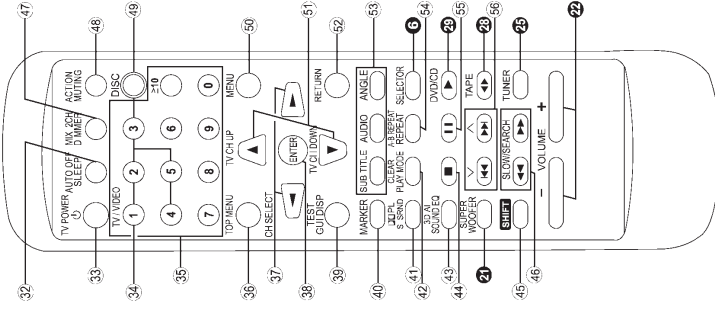 32 47
33 48
34 49
35
36 50
37 51
38
39 52
40 53
41 6
42 54
43 29
44 55
21 28
56
45 25
46
22
TV POWER AUTO OFF MIX 2CH ACTION
⏻ SLEEP DIMMER MUTING
TV / VIDEO DISC
1 2 3
4 5 6 ≥10
7 8 9 0
TOP MENU TV CH UP MENU
▲
CH SELECT
◀ ENTER ▶
TEST TV CH DOWN RETURN
GUI DISP ▼
MARKER SUB TITLE AUDIO ANGLE
PL CLEAR A-B REPEAT
S.SRND PLAY MODE REPEAT SELECTOR
3D AI
SOUND EQ DVD/CD
■ ❚❚ ▶
SUPER
WOOFER TAPE
∨ ∧
⏮ ⏭ ◀▶
SLOW/SEARCH
SHIFT ◀◀ ▶▶ TUNER
− VOLUME +